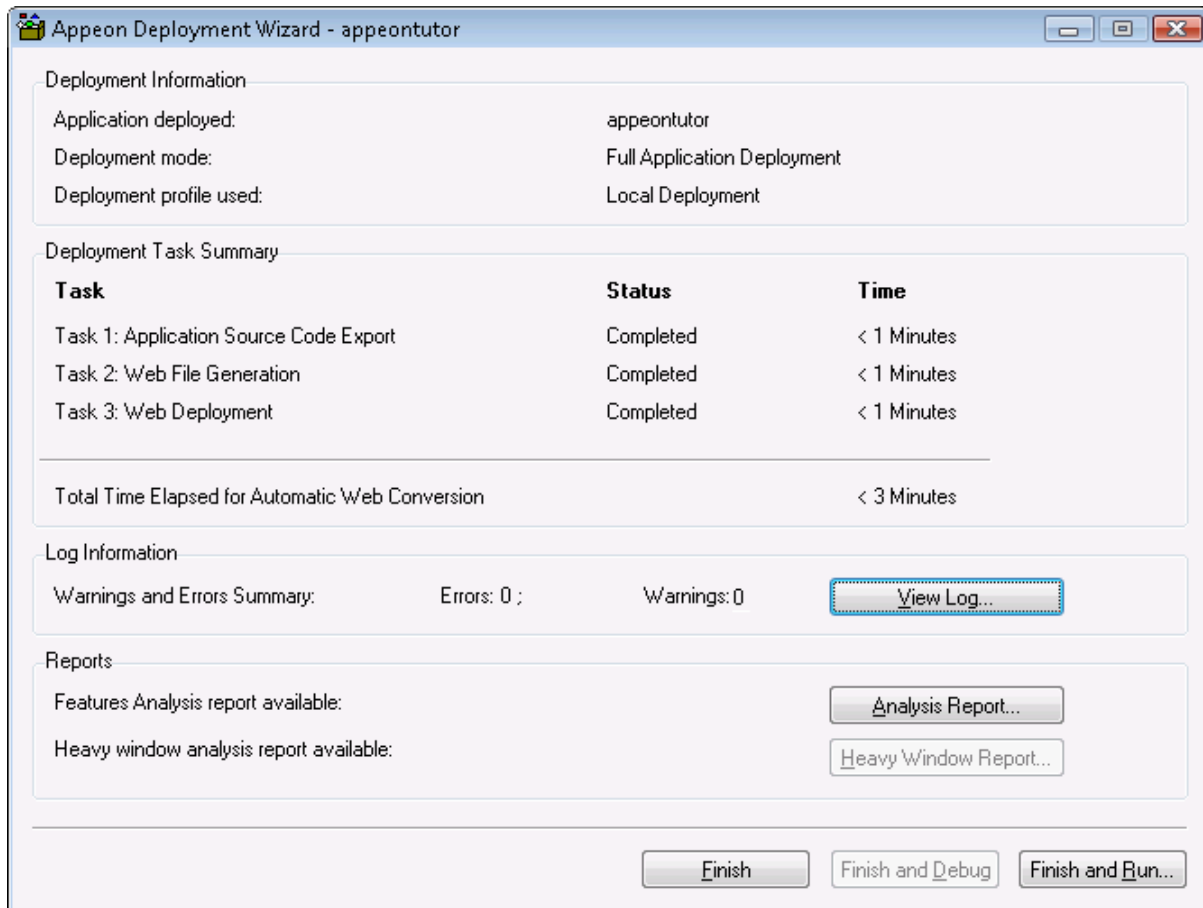 Appeon Deployment Wizard - appeontutor
Deployment Information
Application deployed: appeontutor
Deployment mode: Full Application Deployment
Deployment profile used: Local Deployment
Deployment Task Summary
Task Status Time
Task 1: Application Source Code Export Completed < 1 Minutes
Task 2: Web File Generation Completed < 1 Minutes
Task 3: Web Deployment Completed < 1 Minutes
Total Time Elapsed for Automatic Web Conversion < 3 Minutes
Log Information
Warnings and Errors Summary: Errors: 0 ; Warnings: 0 View Log...
Reports
Features Analysis report available: Analysis Report...
Heavy window analysis report available: Heavy Window Report...
Finish Finish and Debug Finish and Run...